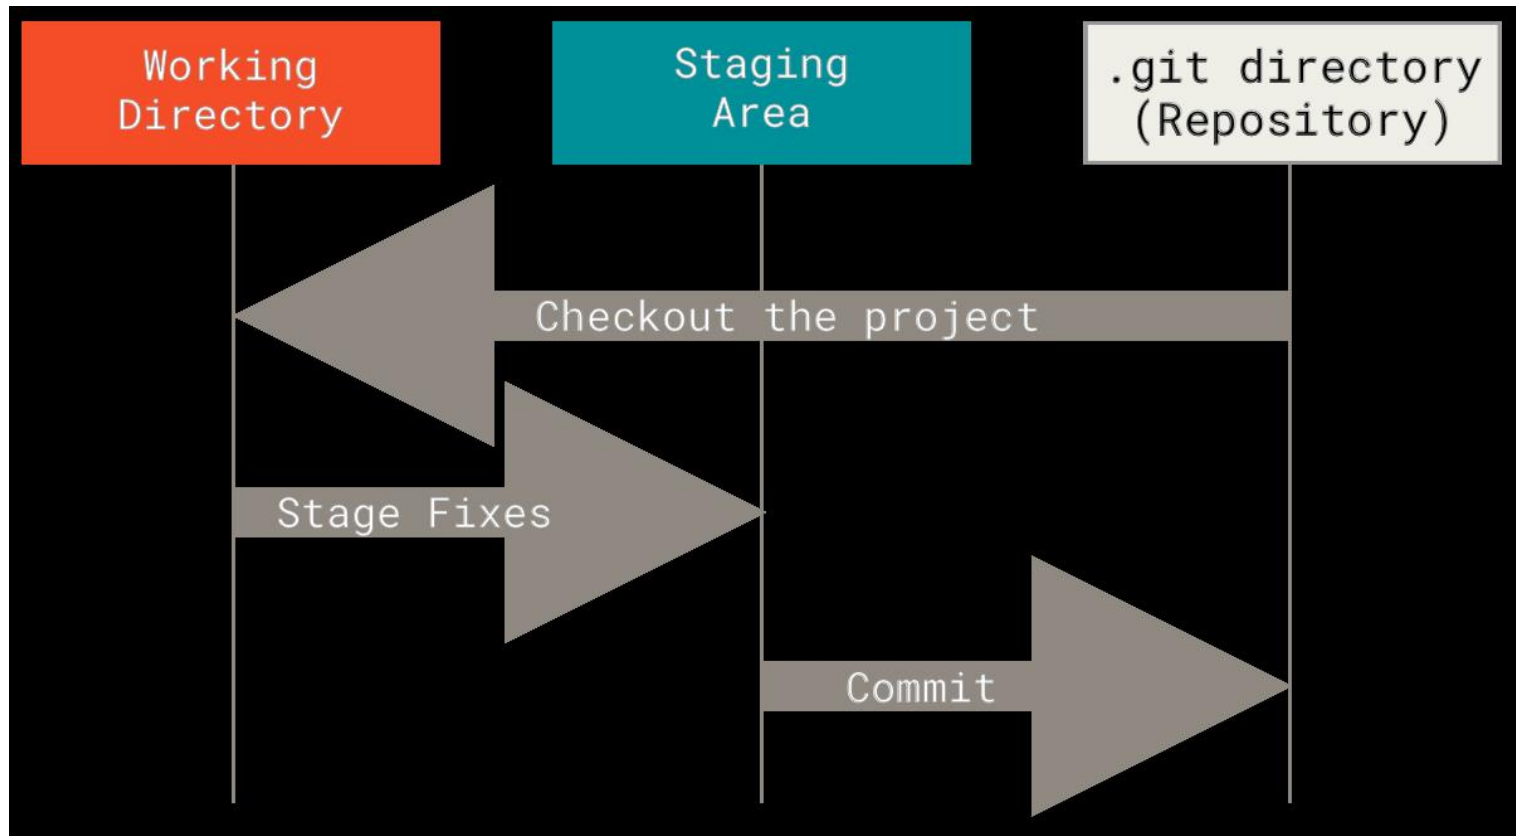 Working
Directory
Staging
Area
.git directory
(Repository)
Checkout the project
Stage Fixes
Commit